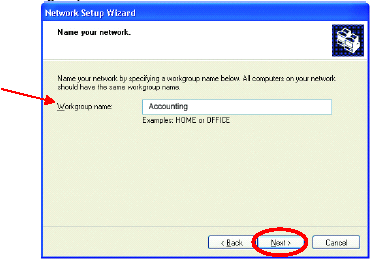 Network Setup Wizard
Name your network.
Name your network by specifying a workgroup name below. All computers on your network
should have the same workgroup name.
Workgroup name: Accounting
Examples: HOME or OFFICE
< Back Next > Cancel